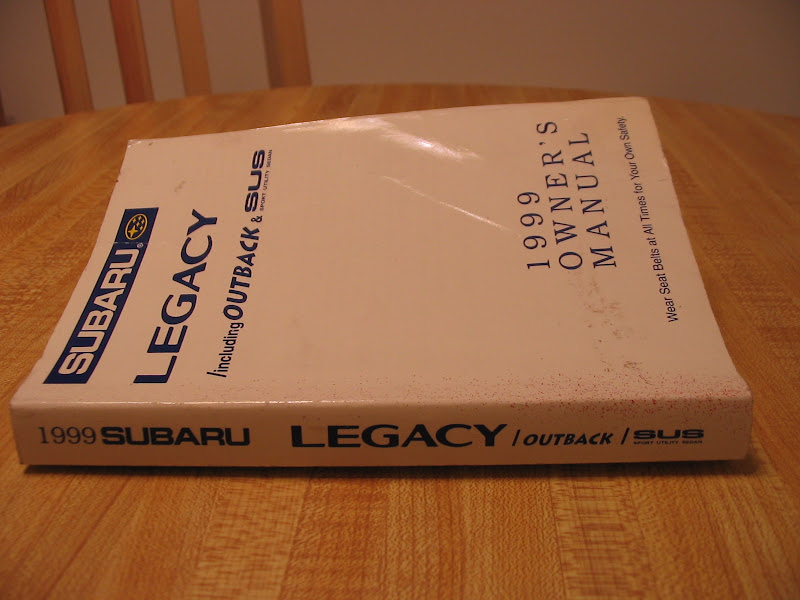 SUBARU®
LEGACY
/including OUTBACK & SUS
SPORT UTILITY SEDAN
1999
OWNER'S
MANUAL
Wear Seat Belts at All Times for Your Own Safety.
1999 SUBARU LEGACY / OUTBACK / SUS
SPORT UTILITY SEDAN